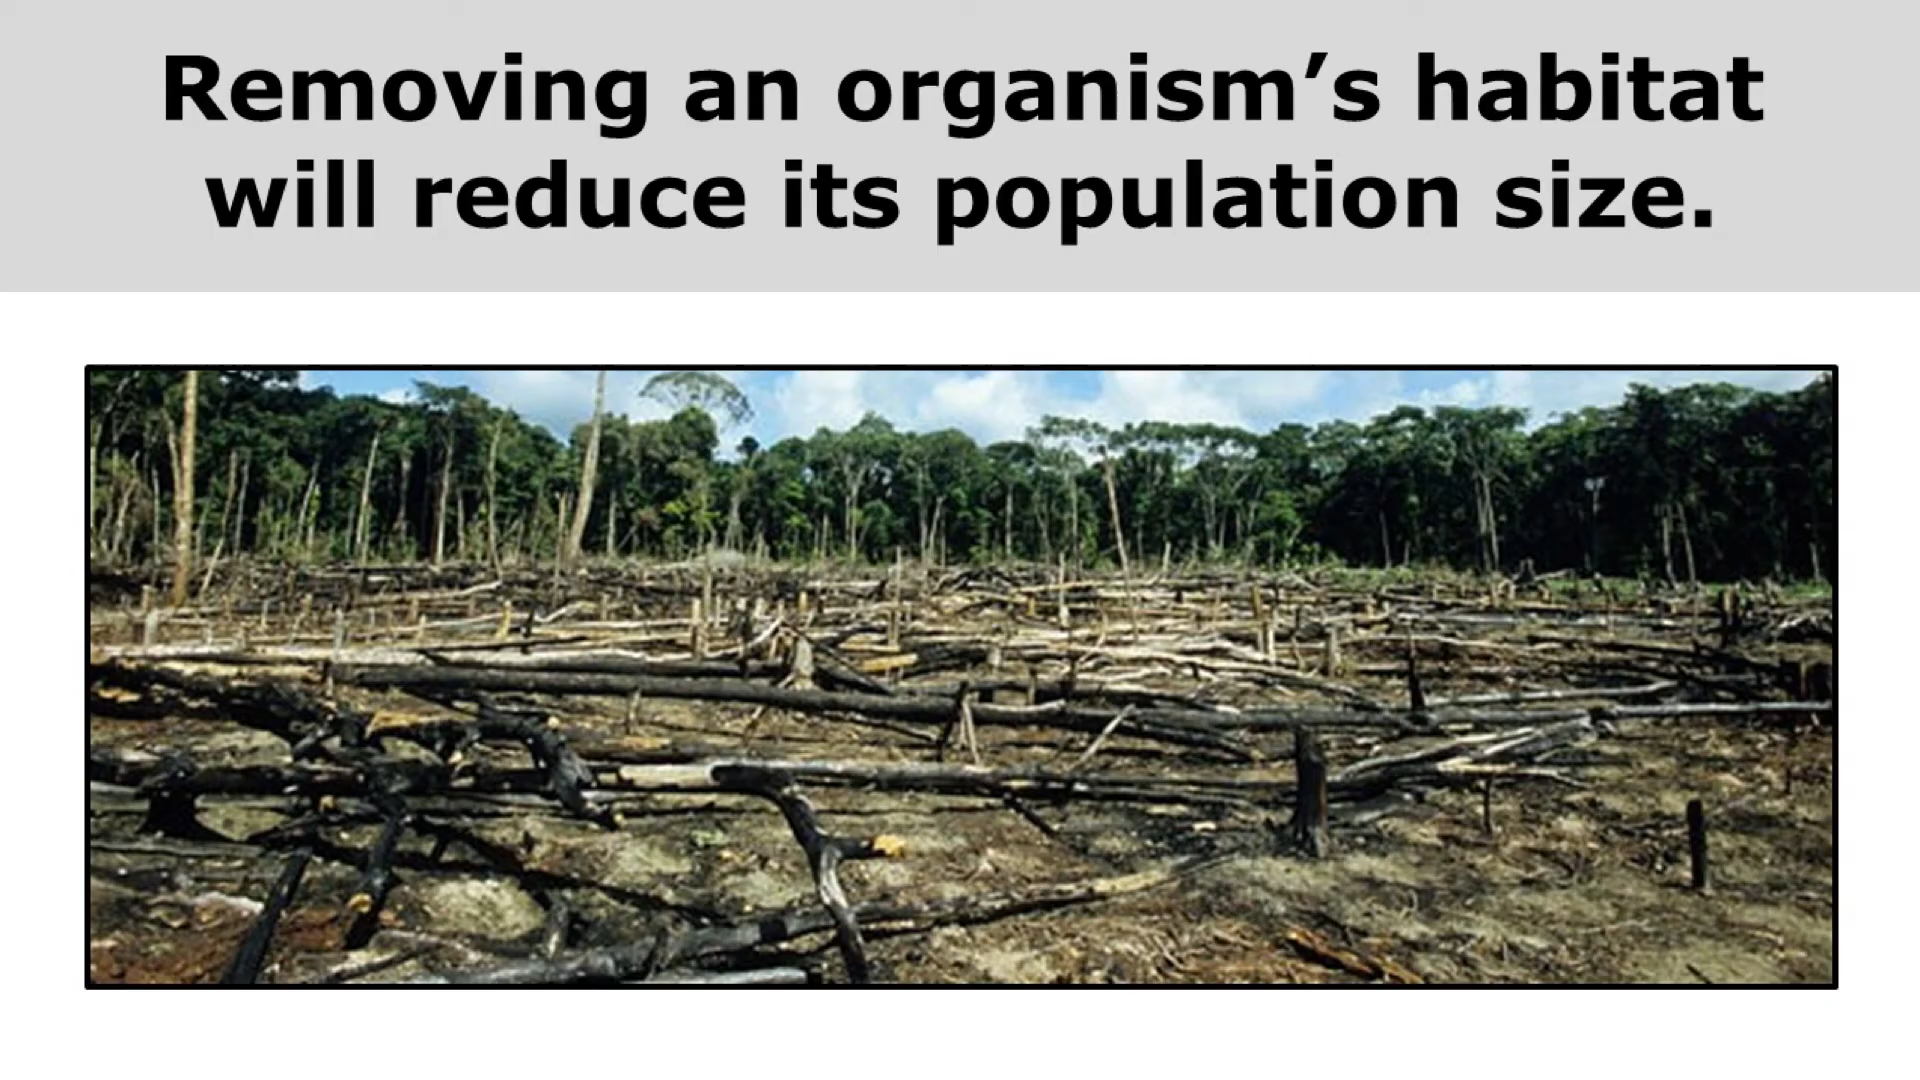 Removing an organism’s habitat
will reduce its population size.